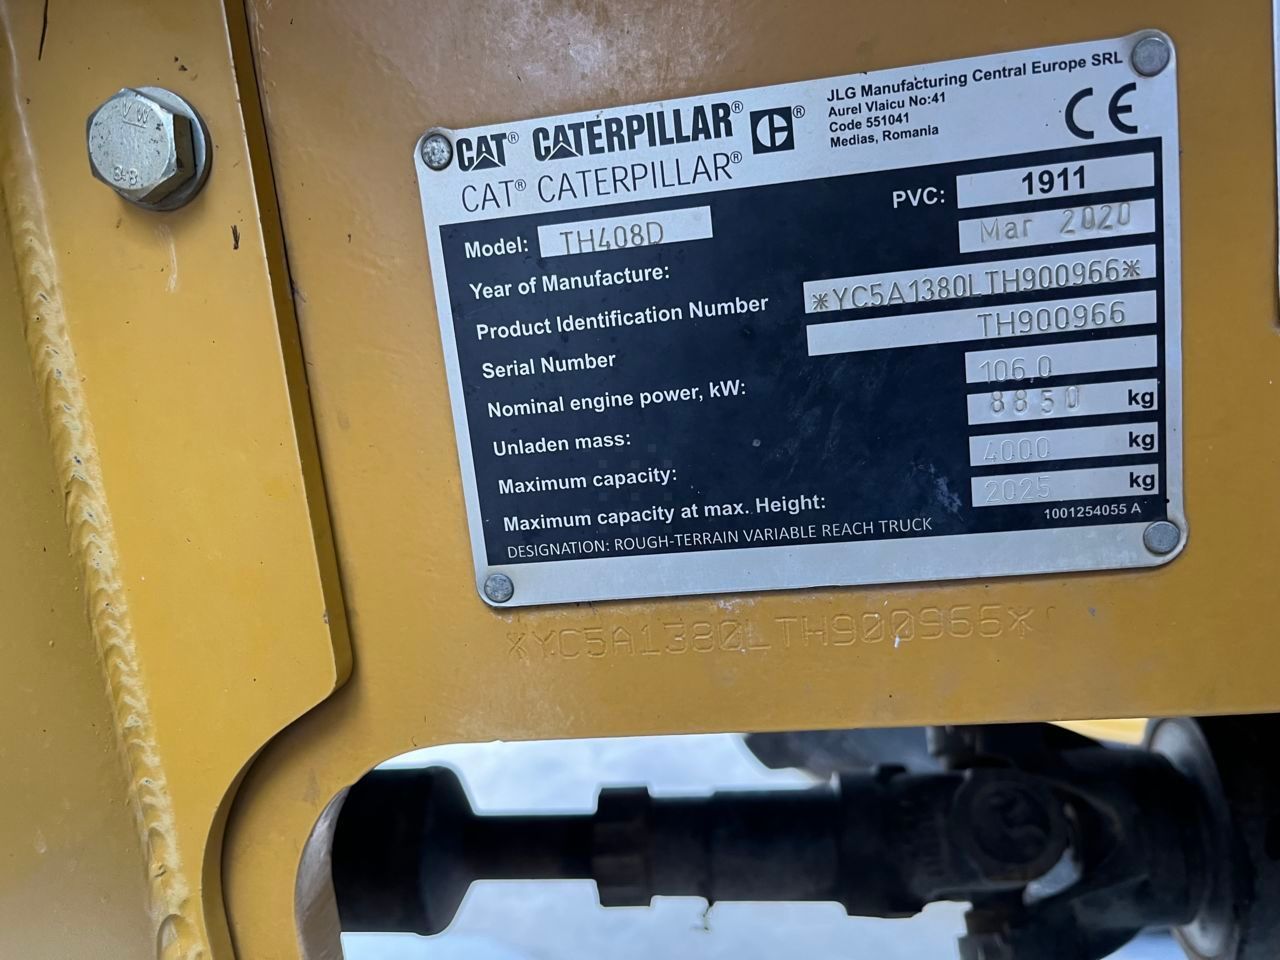 CAT® CATERPILLAR® C®
CAT® CATERPILLAR®
JLG Manufacturing Central Europe SRL
Aurel Vlaicu No:41
Code 551041
Medias, Romania
CE
PVC: 1911
Model: TH408D
Year of Manufacture: Mar 2020
Product Identification Number *YC5A1380LTH900966*
Serial Number TH900966
Nominal engine power, kW: 106.0
Unladen mass: 8850 kg
Maximum capacity: 4000 kg
Maximum capacity at max. Height: 2025 kg
DESIGNATION: ROUGH-TERRAIN VARIABLE REACH TRUCK
1001254055 A
*YC5A1380LTH900966*
8.8